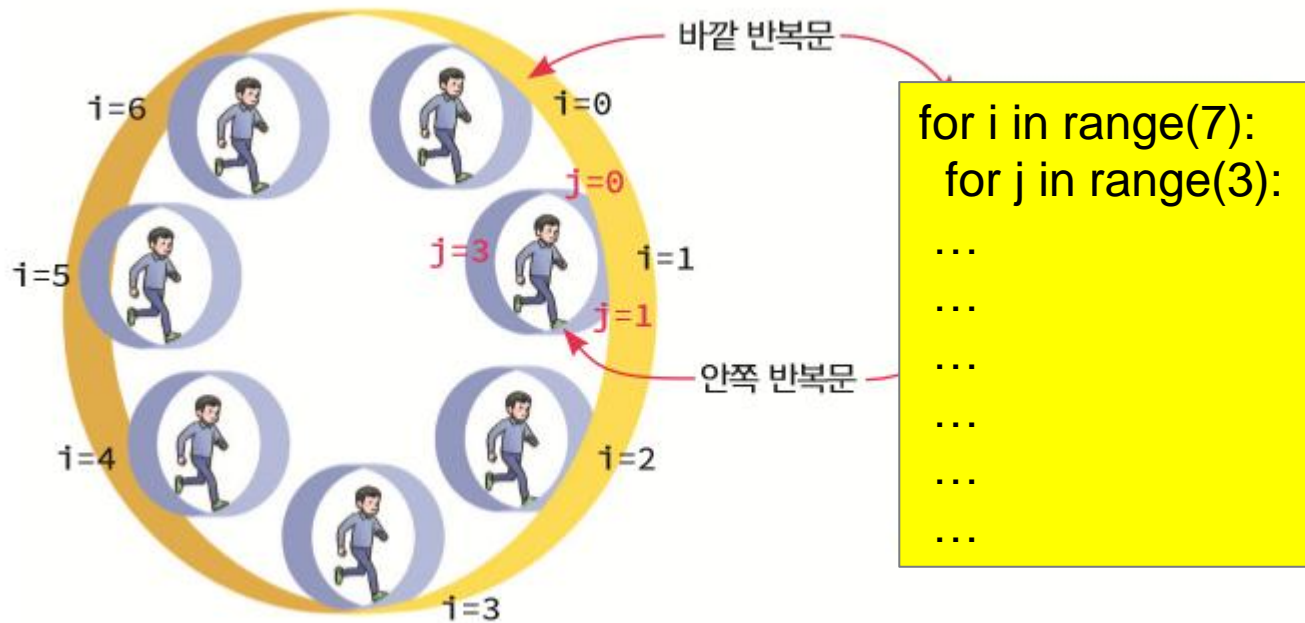 바깥 반복문
i=6
i=0
j=0
j=3
i=1
i=5
j=1
안쪽 반복문
i=4
i=2
i=3
for i in range(7):
for j in range(3):
…
…
…
…
…
…